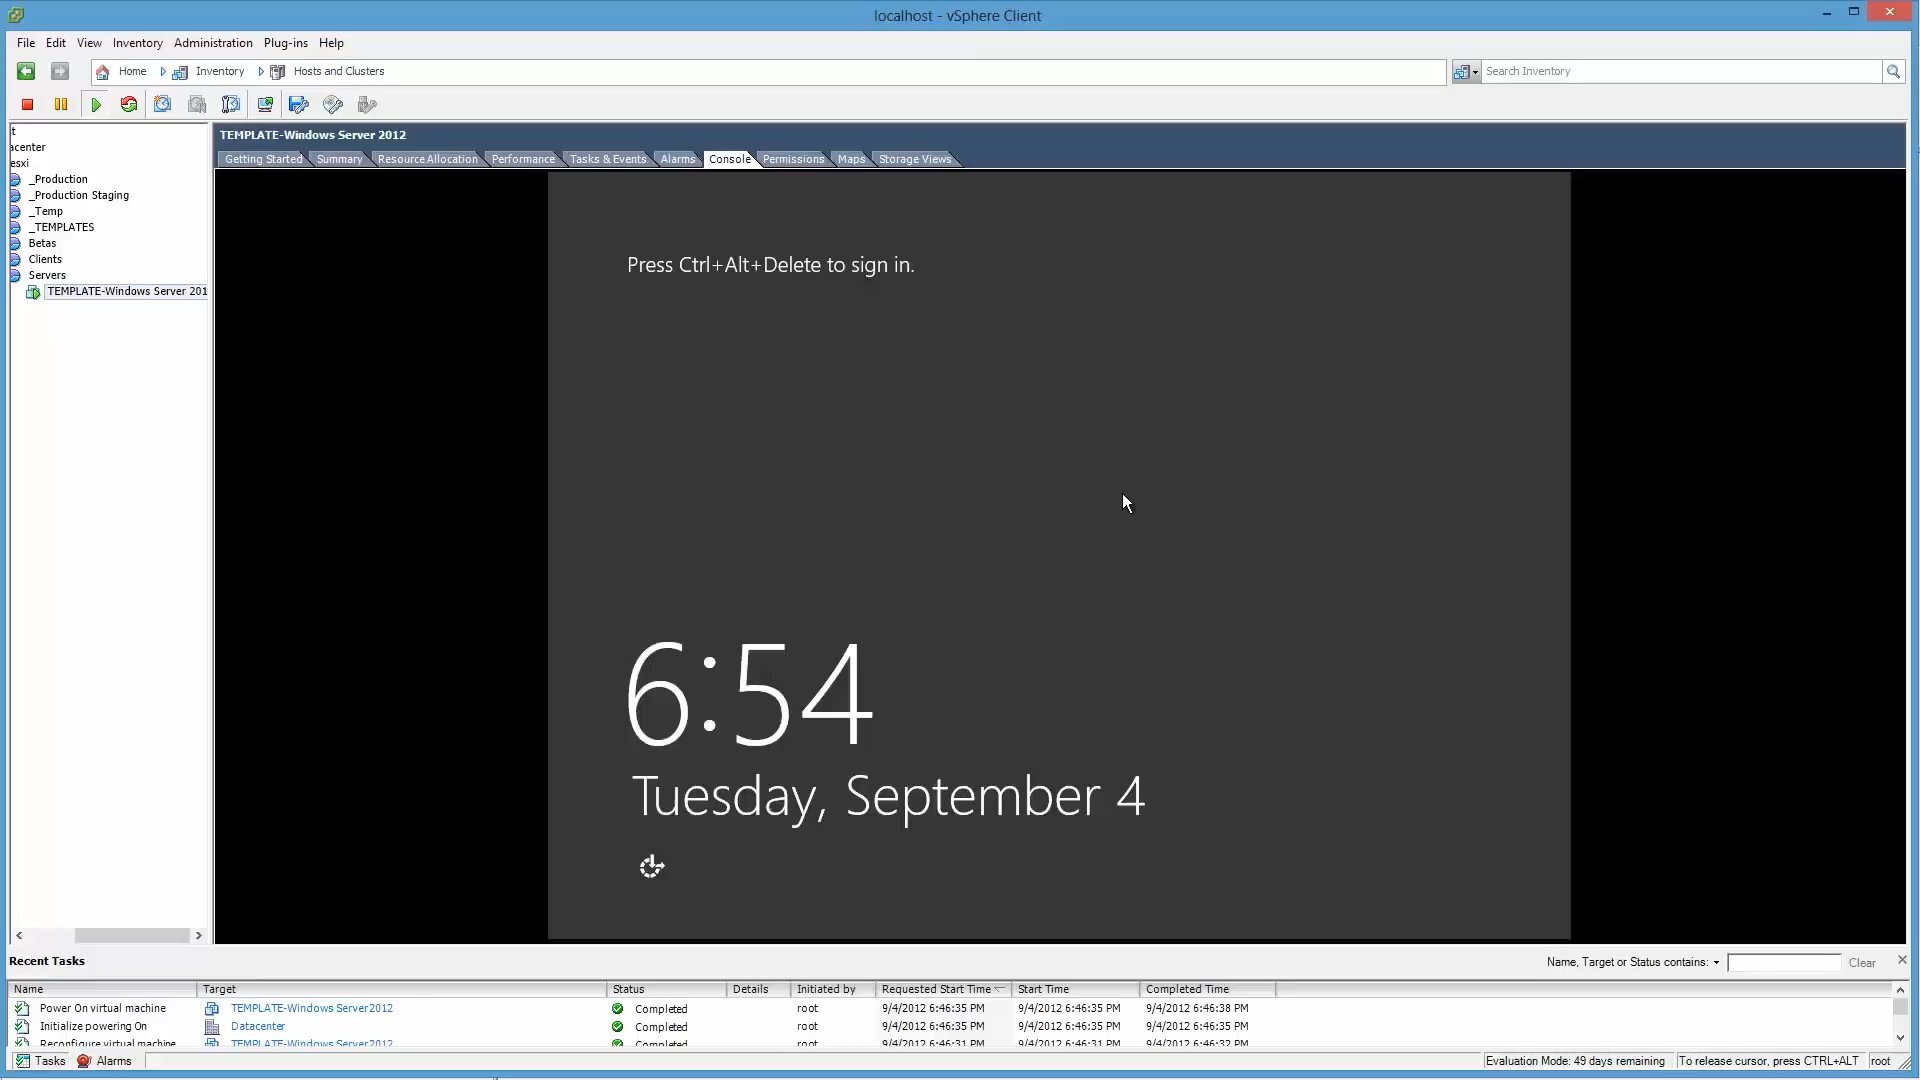 localhost - vSphere Client
File Edit View Inventory Administration Plug-ins Help
Home Inventory Hosts and Clusters Search Inventory
t
acenter
esxi
_Production
_Production Staging
_Temp
_TEMPLATES
Betas
Clients
Servers
TEMPLATE-Windows Server 201
TEMPLATE-Windows Server 2012
Getting Started Summary Resource Allocation Performance Tasks & Events Alarms Console Permissions Maps Storage Views
Press Ctrl+Alt+Delete to sign in.
6:54
Tuesday, September 4
Recent Tasks Name, Target or Status contains: Clear
Name Target Status Details Initiated by Requested Start Time Start Time Completed Time
Power On virtual machine TEMPLATE-Windows Server2012 Completed root 9/4/2012 6:46:35 PM 9/4/2012 6:46:35 PM 9/4/2012 6:46:38 PM
Initialize powering On Datacenter Completed root 9/4/2012 6:46:35 PM 9/4/2012 6:46:35 PM 9/4/2012 6:46:35 PM
Reconfigure virtual machine TEMPLATE-Windows Server2012 Completed root 9/4/2012 6:46:31 PM 9/4/2012 6:46:31 PM 9/4/2012 6:46:32 PM
Tasks Alarms Evaluation Mode: 49 days remaining To release cursor, press CTRL+ALT root